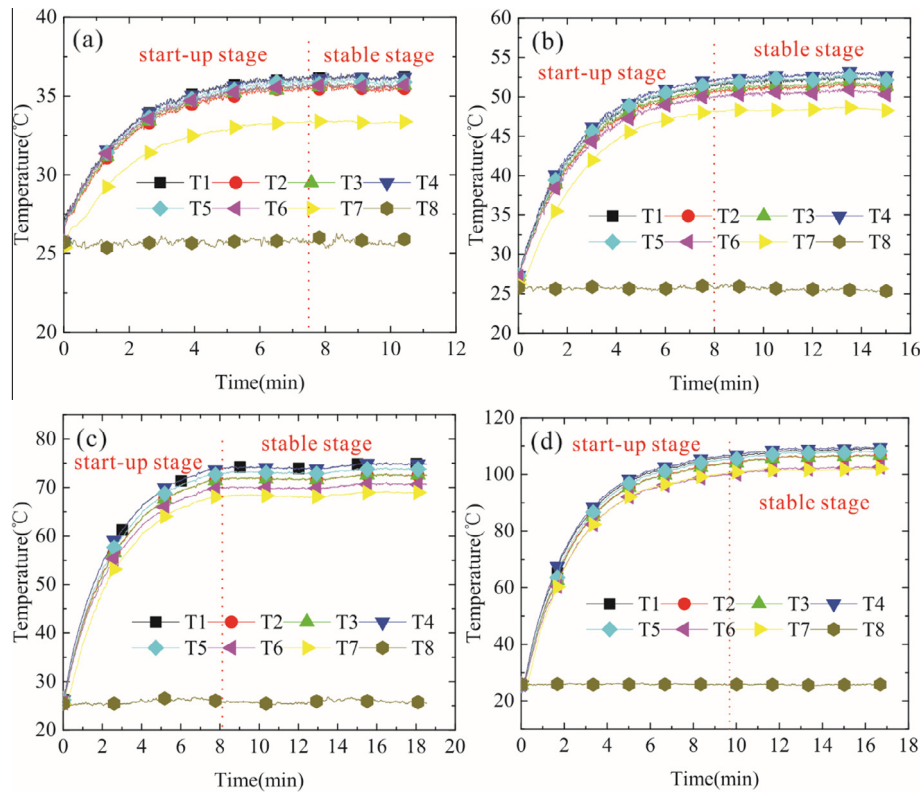 (a)
start-up stage
stable stage
Temperature(℃)
40
35
30
25
20
T1 T2 T3 T4
T5 T6 T7 T8
0 2 4 6 8 10 12
Time(min)
(b)
start-up stage
stable stage
Temperature(℃)
60
55
50
45
40
35
30
25
20
T1 T2 T3 T4
T5 T6 T7 T8
0 2 4 6 8 10 12 14 16
Time(min)
(c)
start-up stage
stable stage
Temperature(℃)
80
70
60
50
40
30
20
T1 T2 T3 T4
T5 T6 T7 T8
0 2 4 6 8 10 12 14 16 18 20
Time(min)
(d)
start-up stage
stable stage
Temperature(℃)
120
100
80
60
40
20
T1 T2 T3 T4
T5 T6 T7 T8
0 2 4 6 8 10 12 14 16 18
Time(min)